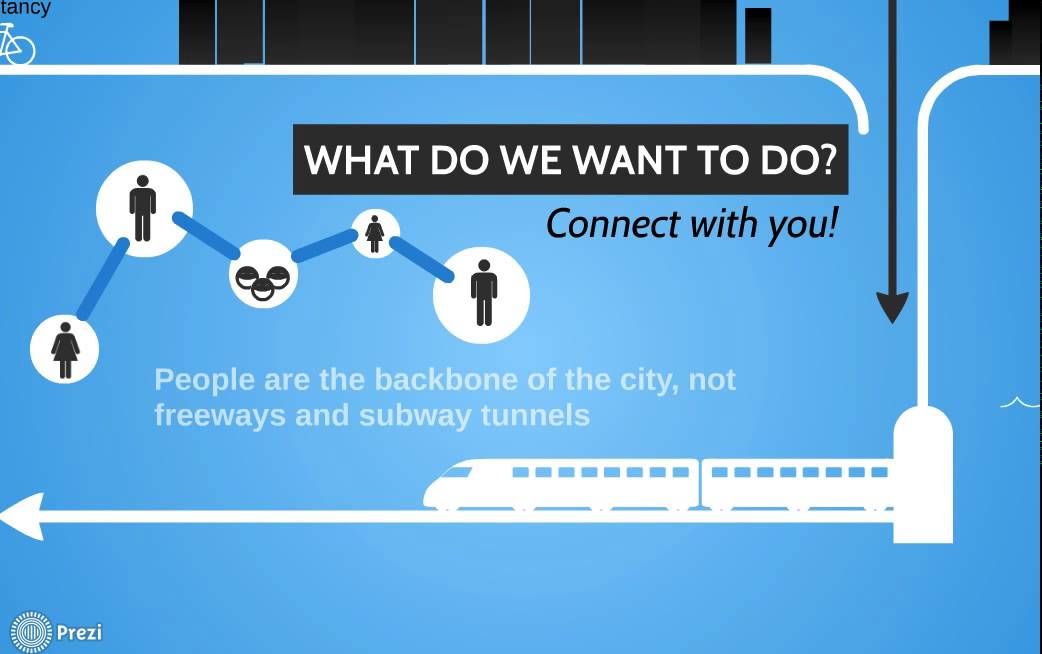 tancy
WHAT DO WE WANT TO DO?
Connect with you!
People are the backbone of the city, not
freeways and subway tunnels
Prezi